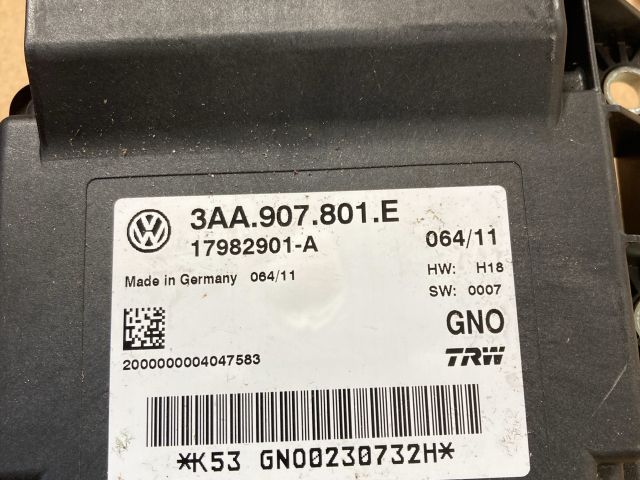 3AA.907.801.E
17982901-A
064/11
Made in Germany 064/11
HW: H18
SW: 0007
GNO
TRW
2000000004047583
*K53 GNO0230732H*